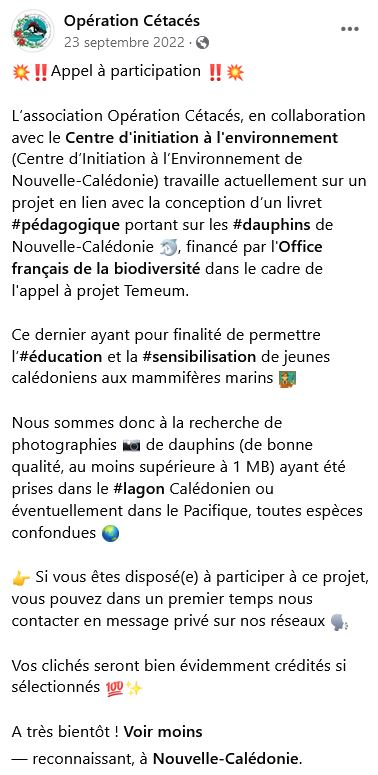 Opération Cétacés
23 septembre 2022 ·
💥‼️Appel à participation ‼️💥
L'association Opération Cétacés, en collaboration
avec le Centre d'initiation à l'environnement
(Centre d'Initiation à l'Environnement de
Nouvelle-Calédonie) travaille actuellement sur un
projet en lien avec la conception d'un livret
#pédagogique portant sur les #dauphins de
Nouvelle-Calédonie 🐬, financé par l'Office
français de la biodiversité dans le cadre de
l'appel à projet Temeum.
Ce dernier ayant pour finalité de permettre
l'#éducation et la #sensibilisation de jeunes
calédoniens aux mammifères marins 👩‍🏫
Nous sommes donc à la recherche de
photographies 📷 de dauphins (de bonne
qualité, au moins supérieure à 1 MB) ayant été
prises dans le #lagon Calédonien ou
éventuellement dans le Pacifique, toutes espèces
confondues 🌏
👉 Si vous êtes disposé(e) à participer à ce projet,
vous pouvez dans un premier temps nous
contacter en message privé sur nos réseaux 🗣️
Vos clichés seront bien évidemment crédités si
sélectionnés 💯✨
A très bientôt ! Voir moins
— reconnaissant, à Nouvelle-Calédonie.